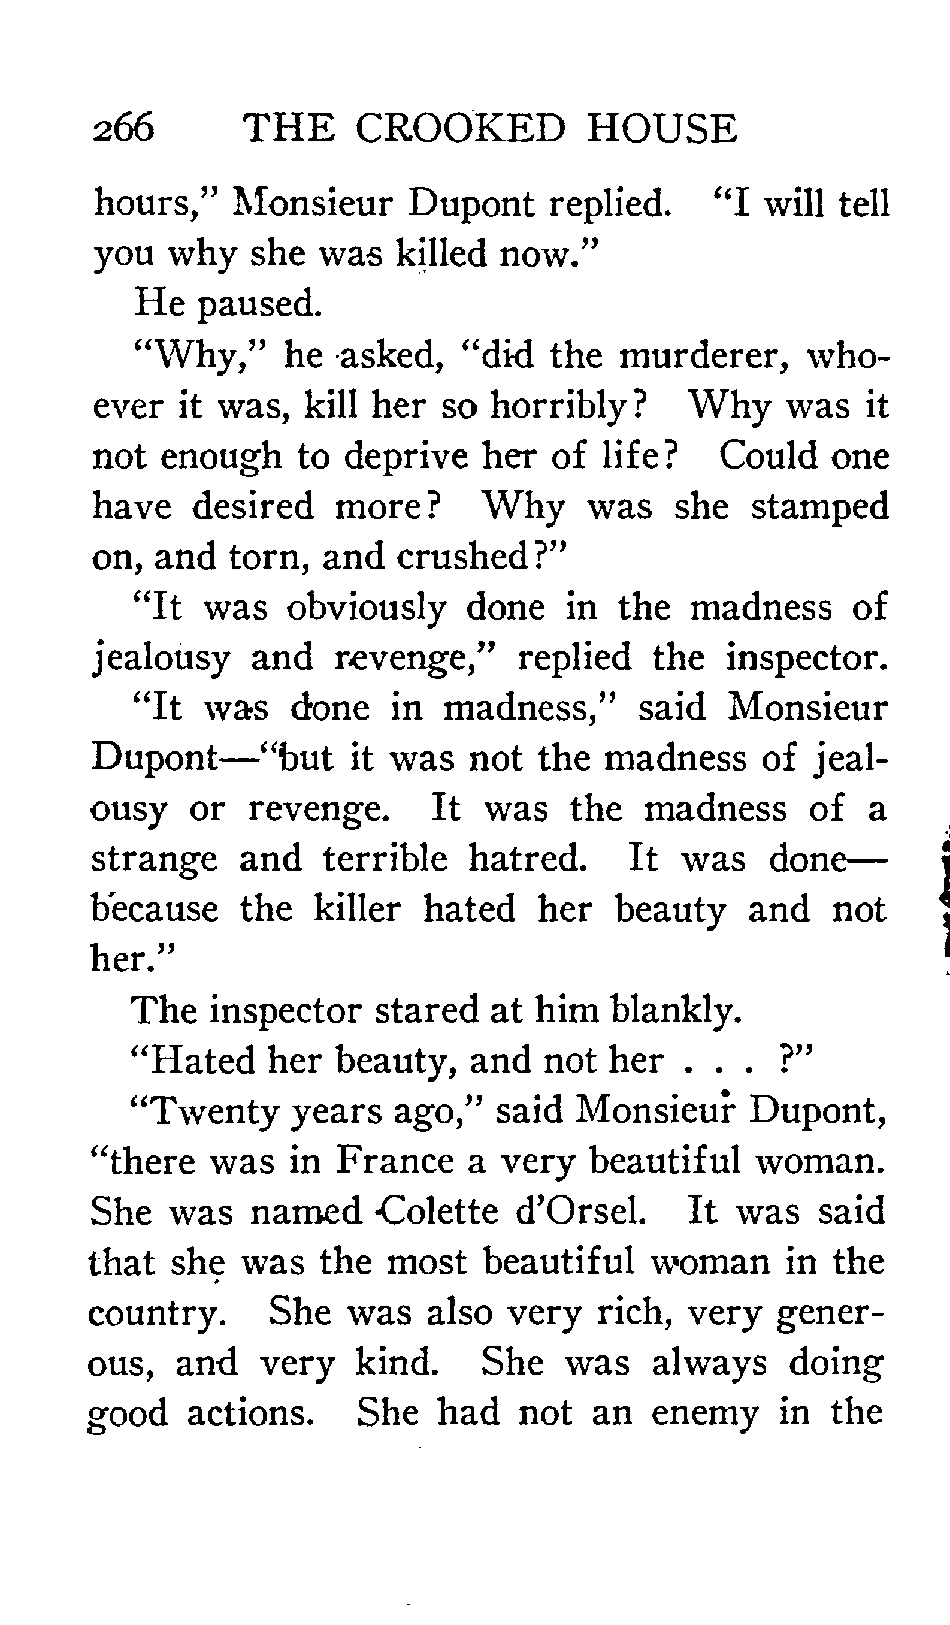 266 THE CROOKED HOUSE
hours," Monsieur Dupont replied. "I will tell
you why she was killed now."
He paused.
"Why," he asked, "did the murderer, who-
ever it was, kill her so horribly? Why was it
not enough to deprive her of life? Could one
have desired more? Why was she stamped
on, and torn, and crushed?"
"It was obviously done in the madness of
jealousy and revenge," replied the inspector.
"It was done in madness," said Monsieur
Dupont—"but it was not the madness of jeal-
ousy or revenge. It was the madness of a
strange and terrible hatred. It was done—
because the killer hated her beauty and not
her."
The inspector stared at him blankly.
"Hated her beauty, and not her . . . ?"
"Twenty years ago," said Monsieur Dupont,
"there was in France a very beautiful woman.
She was named Colette d'Orsel. It was said
that she was the most beautiful woman in the
country. She was also very rich, very gener-
ous, and very kind. She was always doing
good actions. She had not an enemy in the